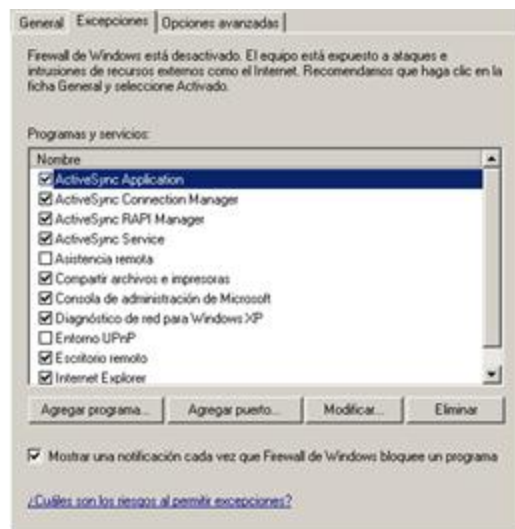 General Excepciones Opciones avanzadas
Firewall de Windows está desactivado. El equipo está expuesto a ataques e
intrusiones de recursos externos como el Internet. Recomendamos que haga clic en la
ficha General y seleccione Activado.
Programas y servicios:
Nombre
ActiveSync Application
ActiveSync Connection Manager
ActiveSync RAPI Manager
ActiveSync Service
Asistencia remota
Compartir archivos e impresoras
Consola de administración de Microsoft
Diagnóstico de red para Windows XP
Entorno UPnP
Escritorio remoto
Internet Explorer
Agregar programa... Agregar puerto... Modificar... Eliminar
Mostrar una notificación cada vez que Firewall de Windows bloquee un programa
¿Cuáles son los riesgos al permitir excepciones?